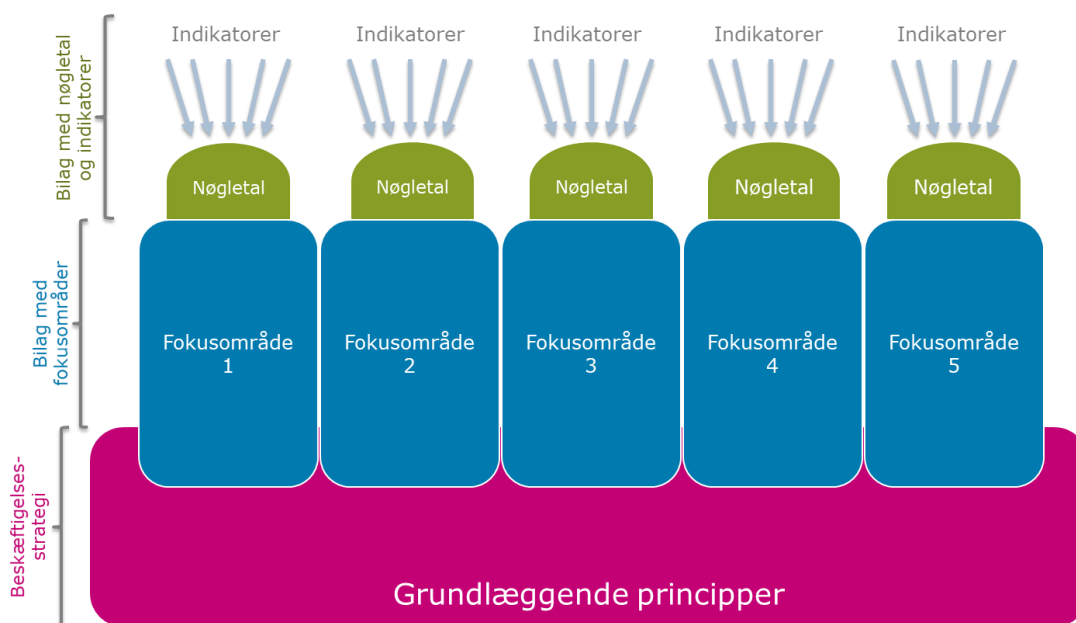 Indikatorer
Indikatorer
Indikatorer
Indikatorer
Indikatorer
Bilag med nøgletal
og indikatorer
Nøgletal
Nøgletal
Nøgletal
Nøgletal
Nøgletal
Bilag med
fokusområder
Fokusområde
1
Fokusområde
2
Fokusområde
3
Fokusområde
4
Fokusområde
5
Beskæftigelses-
strategi
Grundlæggende principper